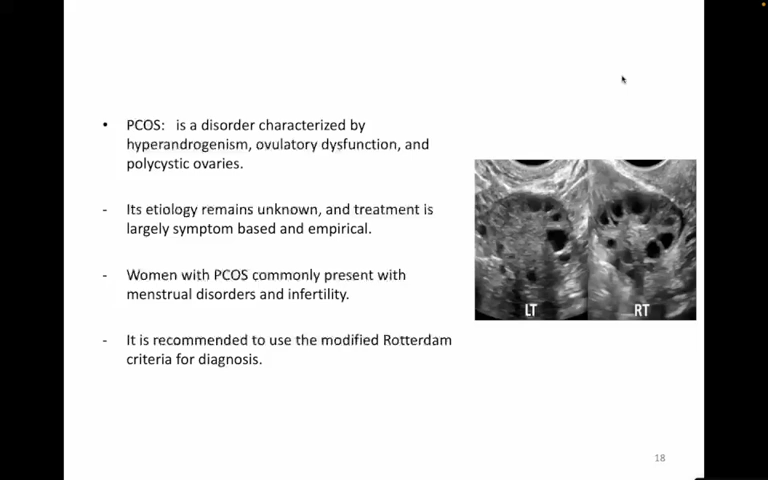 • PCOS: is a disorder characterized by
hyperandrogenism, ovulatory dysfunction, and
polycystic ovaries.
- Its etiology remains unknown, and treatment is
largely symptom based and empirical.
- Women with PCOS commonly present with
menstrual disorders and infertility.
- It is recommended to use the modified Rotterdam
criteria for diagnosis.
LT
RT
18